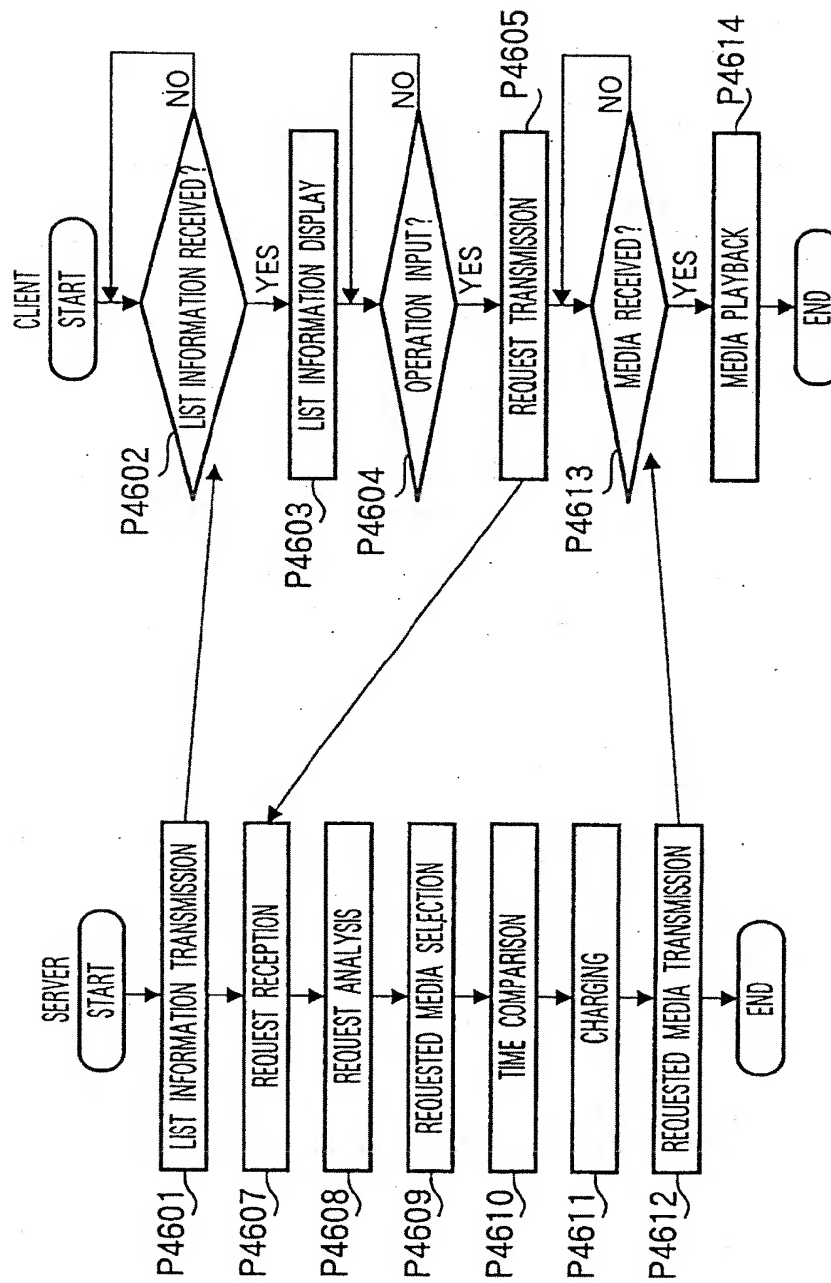 SERVER
START
P4601
LIST INFORMATION TRANSMISSION
P4607
REQUEST RECEPTION
P4608
REQUEST ANALYSIS
P4609
REQUESTED MEDIA SELECTION
P4610
TIME COMPARISON
P4611
CHARGING
P4612
REQUESTED MEDIA TRANSMISSION
END
CLIENT
START
P4602
LIST INFORMATION RECEIVED?
NO
YES
P4603
LIST INFORMATION DISPLAY
P4604
OPERATION INPUT?
NO
YES
P4605
REQUEST TRANSMISSION
P4613
MEDIA RECEIVED?
NO
YES
P4614
MEDIA PLAYBACK
END